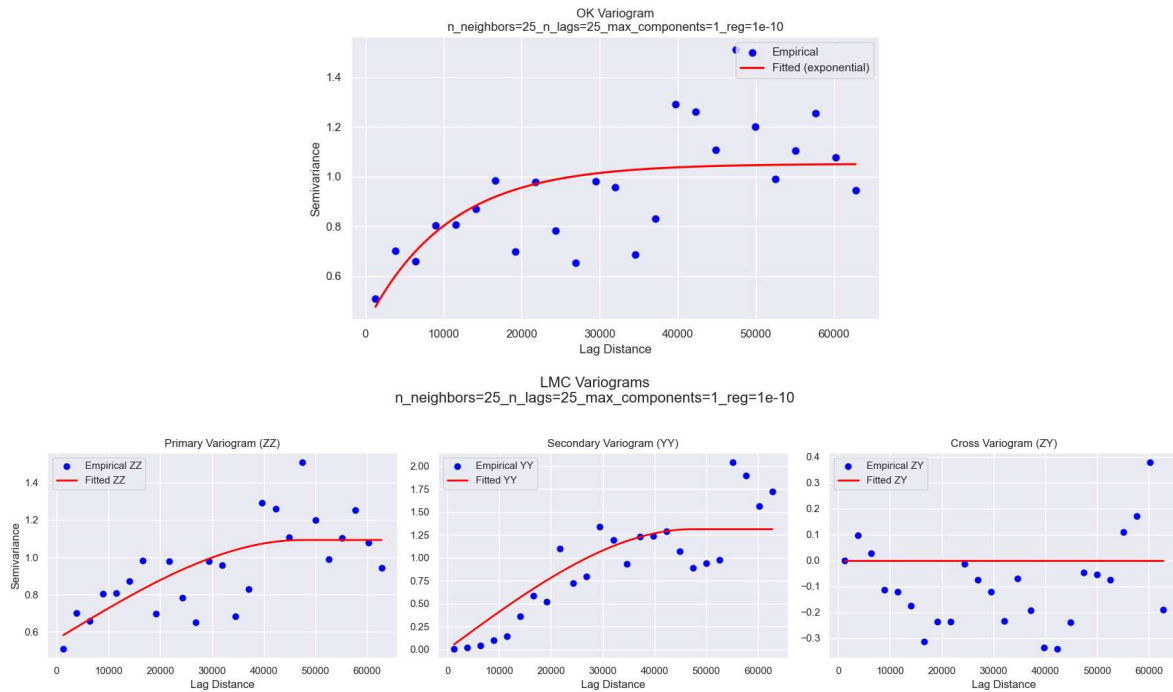 OK Variogram
n_neighbors=25_n_lags=25_max_components=1_reg=1e-10
Empirical
Fitted (exponential)
Semivariance
1.4
1.2
1.0
0.8
0.6
0
10000
20000
30000
40000
50000
60000
Lag Distance
LMC Variograms
n_neighbors=25_n_lags=25_max_components=1_reg=1e-10
Primary Variogram (ZZ)
Empirical ZZ
Fitted ZZ
Semivariance
1.4
1.2
1.0
0.8
0.6
0
10000
20000
30000
40000
50000
60000
Lag Distance
Secondary Variogram (YY)
Empirical YY
Fitted YY
2.00
1.75
1.50
1.25
1.00
0.75
0.50
0.25
0.00
0
10000
20000
30000
40000
50000
60000
Lag Distance
Cross Variogram (ZY)
Empirical ZY
Fitted ZY
0.4
0.3
0.2
0.1
0.0
−0.1
−0.2
−0.3
0
10000
20000
30000
40000
50000
60000
Lag Distance